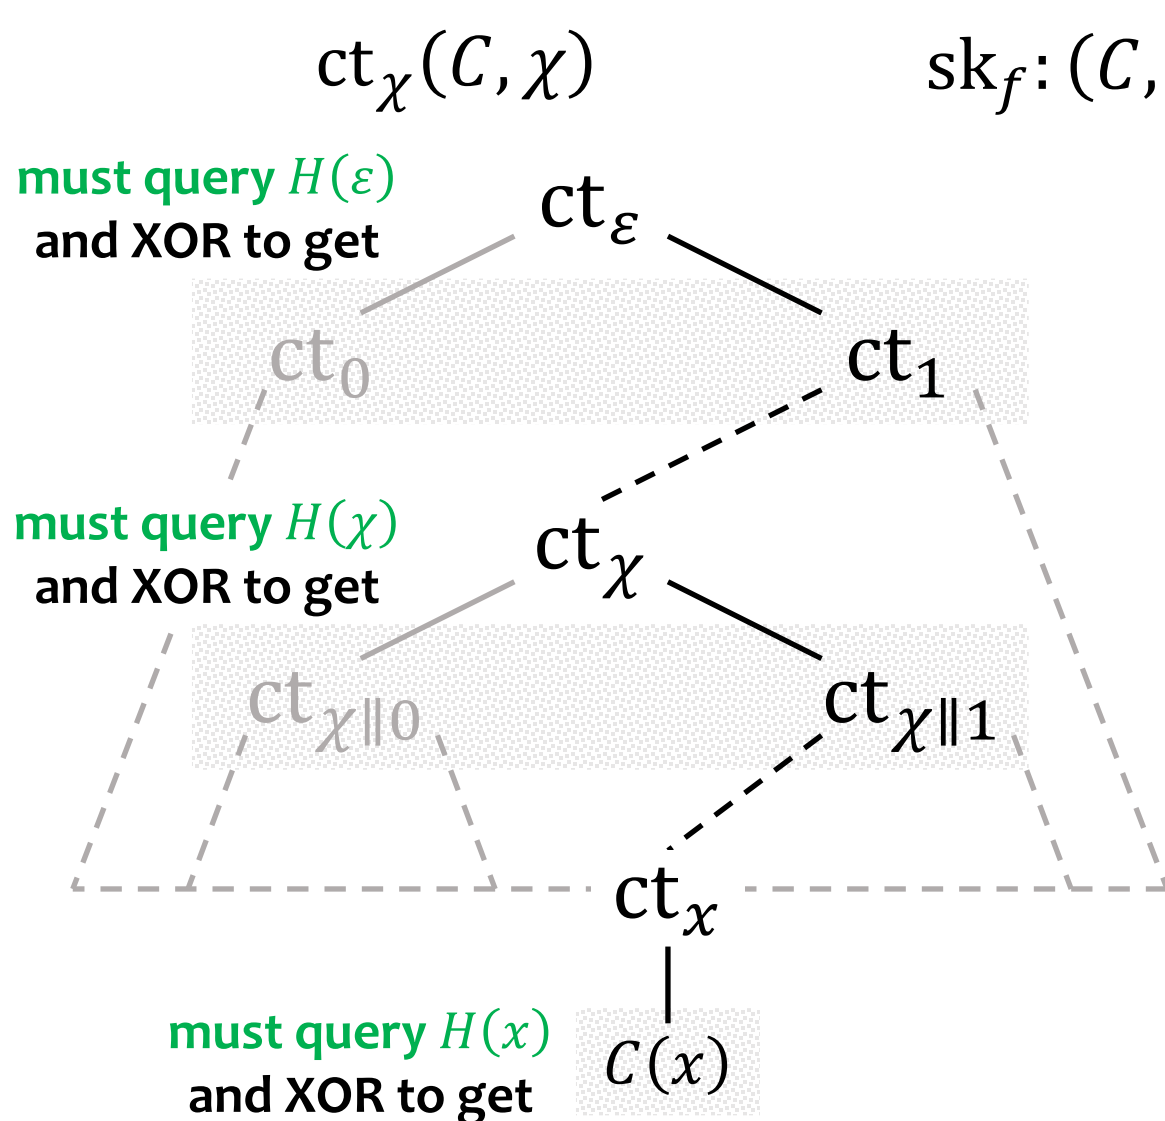 ct_χ(C, χ)
sk_f: (C,
must query H(ε)
and XOR to get
ct_ε
ct_0
ct_1
must query H(χ)
and XOR to get
ct_χ
ct_χ∥0
ct_χ∥1
ct_x
must query H(x)
and XOR to get
C(x)